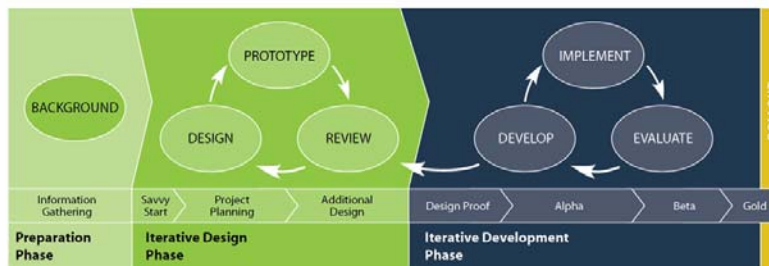 PROTOTYPE
IMPLEMENT
BACKGROUND
DESIGN
REVIEW
DEVELOP
EVALUATE
Information
Gathering
Savvy
Start
Project
Planning
Additional
Design
Design Proof
Alpha
Beta
Gold
Preparation
Phase
Iterative Design
Phase
Iterative Development
Phase